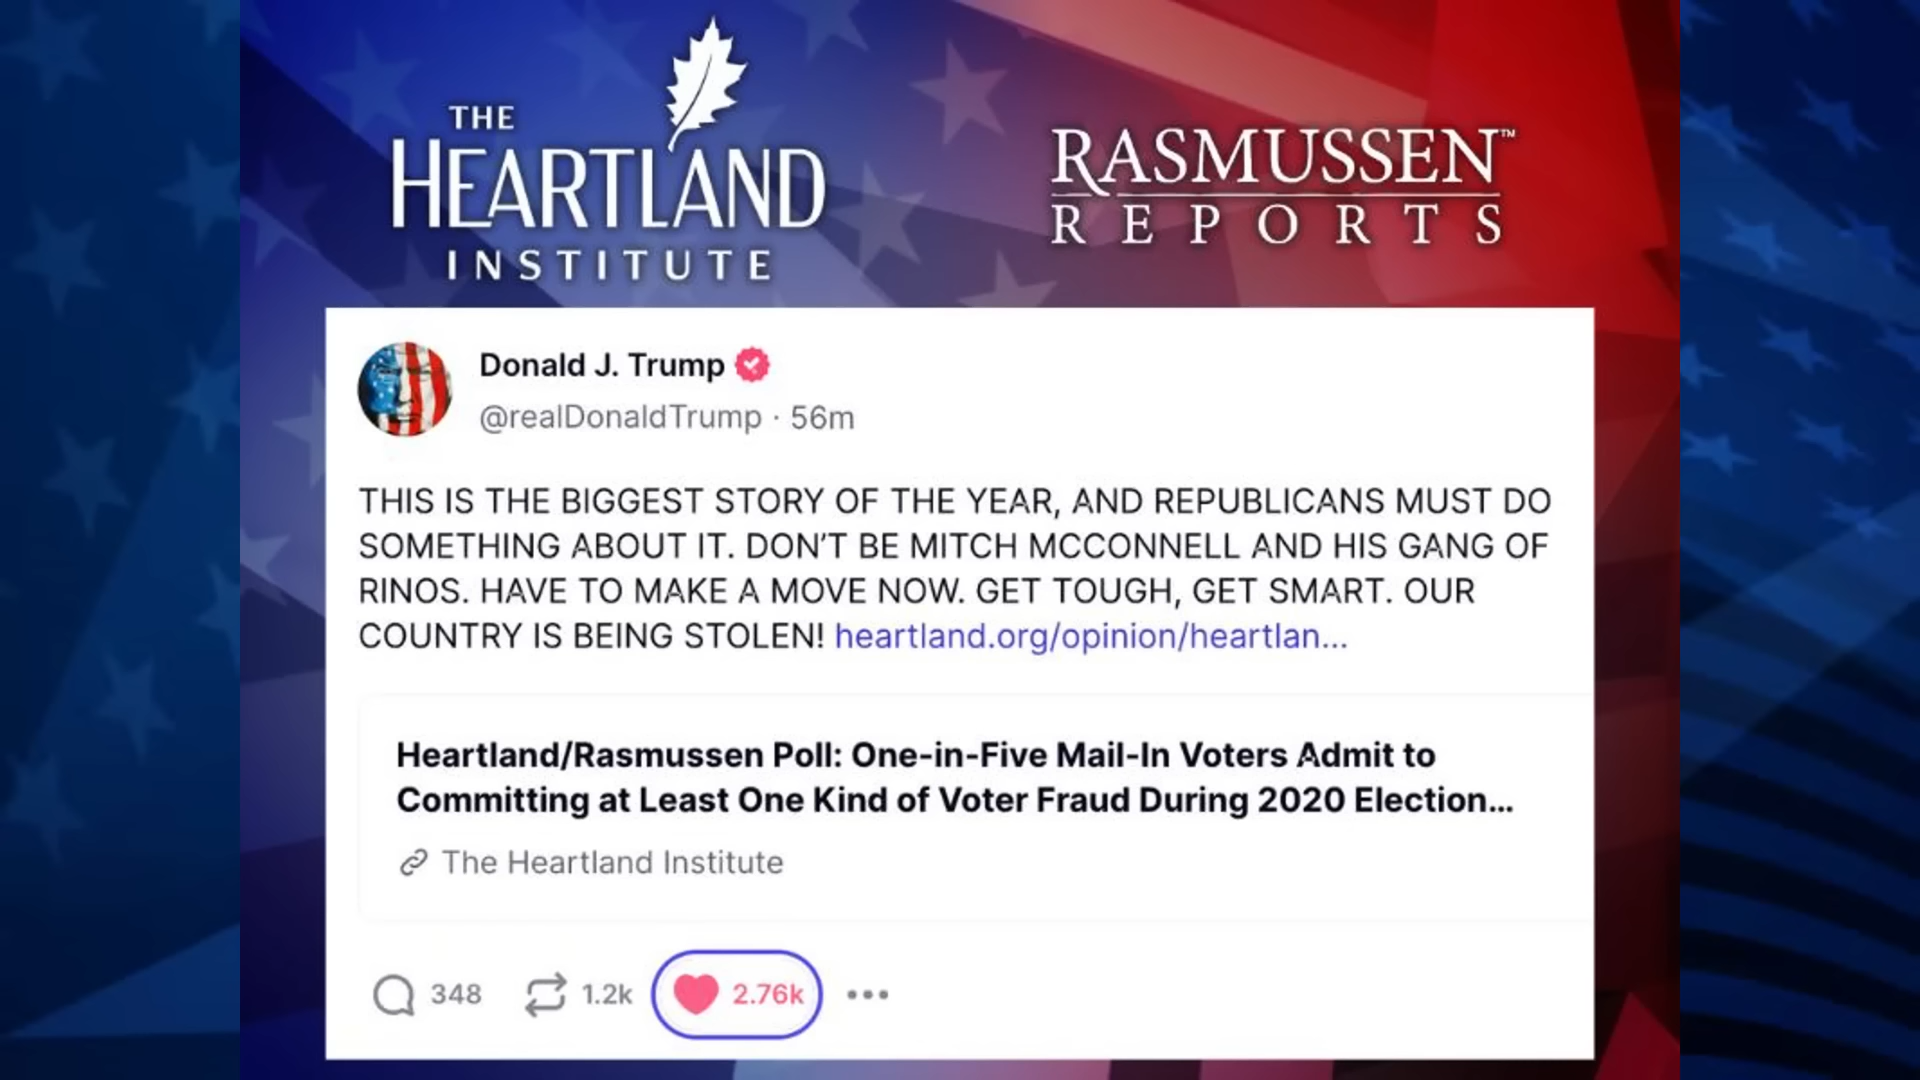 THE
HEARTLAND
INSTITUTE
RASMUSSEN™
REPORTS
Donald J. Trump
@realDonaldTrump · 56m
THIS IS THE BIGGEST STORY OF THE YEAR, AND REPUBLICANS MUST DO
SOMETHING ABOUT IT. DON’T BE MITCH MCCONNELL AND HIS GANG OF
RINOS. HAVE TO MAKE A MOVE NOW. GET TOUGH, GET SMART. OUR
COUNTRY IS BEING STOLEN! heartland.org/opinion/heartlan...
Heartland/Rasmussen Poll: One-in-Five Mail-In Voters Admit to
Committing at Least One Kind of Voter Fraud During 2020 Election...
The Heartland Institute
348 1.2k 2.76k